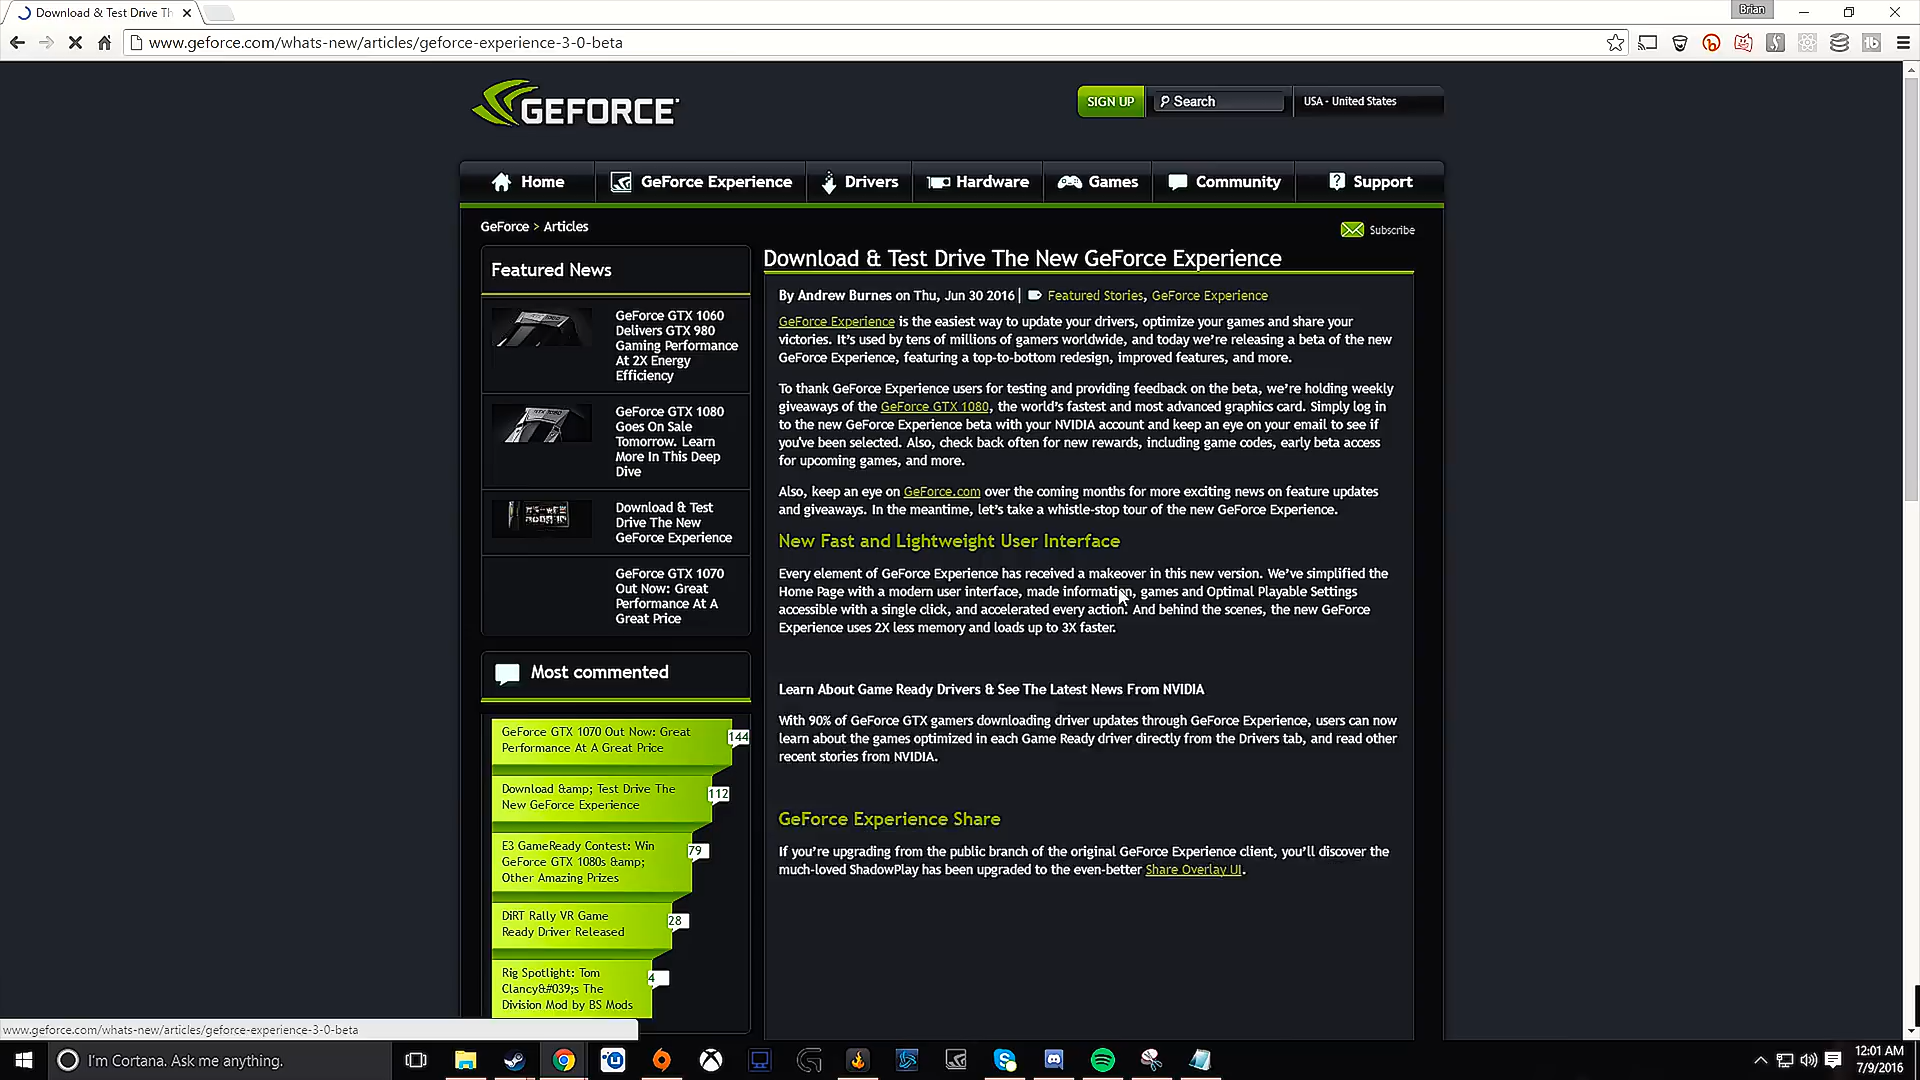 Download & Test Drive Th
Brian
www.geforce.com/whats-new/articles/geforce-experience-3-0-beta
GEFORCE
SIGN UP
Search
USA - United States
Home
GeForce Experience
Drivers
Hardware
Games
Community
Support
GeForce > Articles
Subscribe
Featured News
GeForce GTX 1060
Delivers GTX 980
Gaming Performance
At 2X Energy
Efficiency
GeForce GTX 1080
Goes On Sale
Tomorrow. Learn
More In This Deep
Dive
Download & Test
Drive The New
GeForce Experience
GeForce GTX 1070
Out Now: Great
Performance At A
Great Price
Most commented
GeForce GTX 1070 Out Now: Great
Performance At A Great Price
144
Download &amp; Test Drive The
New GeForce Experience
112
E3 GameReady Contest: Win
GeForce GTX 1080s &amp;
Other Amazing Prizes
79
DiRT Rally VR Game
Ready Driver Released
28
Rig Spotlight: Tom
Clancy&#039;s The
Division Mod by BS Mods
4
Download & Test Drive The New GeForce Experience
By Andrew Burnes on Thu, Jun 30 2016 | Featured Stories, GeForce Experience
GeForce Experience is the easiest way to update your drivers, optimize your games and share your
victories. It's used by tens of millions of gamers worldwide, and today we're releasing a beta of the new
GeForce Experience, featuring a top-to-bottom redesign, improved features, and more.
To thank GeForce Experience users for testing and providing feedback on the beta, we're holding weekly
giveaways of the GeForce GTX 1080, the world's fastest and most advanced graphics card. Simply log in
to the new GeForce Experience beta with your NVIDIA account and keep an eye on your email to see if
you've been selected. Also, check back often for new rewards, including game codes, early beta access
for upcoming games, and more.
Also, keep an eye on GeForce.com over the coming months for more exciting news on feature updates
and giveaways. In the meantime, let's take a whistle-stop tour of the new GeForce Experience.
New Fast and Lightweight User Interface
Every element of GeForce Experience has received a makeover in this new version. We've simplified the
Home Page with a modern user interface, made information, games and Optimal Playable Settings
accessible with a single click, and accelerated every action. And behind the scenes, the new GeForce
Experience uses 2X less memory and loads up to 3X faster.
Learn About Game Ready Drivers & See The Latest News From NVIDIA
With 90% of GeForce GTX gamers downloading driver updates through GeForce Experience, users can now
learn about the games optimized in each Game Ready driver directly from the Drivers tab, and read other
recent stories from NVIDIA.
GeForce Experience Share
If you're upgrading from the public branch of the original GeForce Experience client, you'll discover the
much-loved ShadowPlay has been upgraded to the even-better Share Overlay UI.
www.geforce.com/whats-new/articles/geforce-experience-3-0-beta
I'm Cortana. Ask me anything.
12:01 AM
7/9/2016